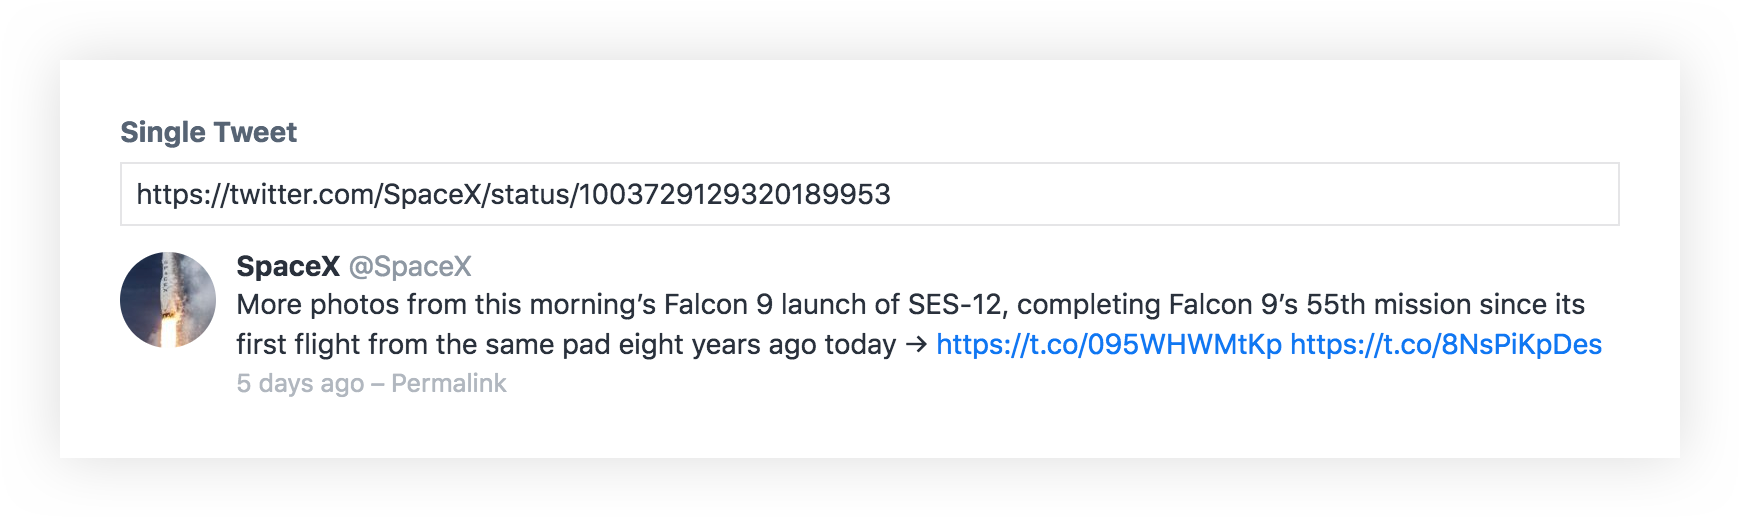 Single Tweet
https://twitter.com/SpaceX/status/1003729129320189953
SpaceX @SpaceX
More photos from this morning’s Falcon 9 launch of SES-12, completing Falcon 9’s 55th mission since its
first flight from the same pad eight years ago today → https://t.co/095WHWMtKp https://t.co/8NsPiKpDes
5 days ago – Permalink